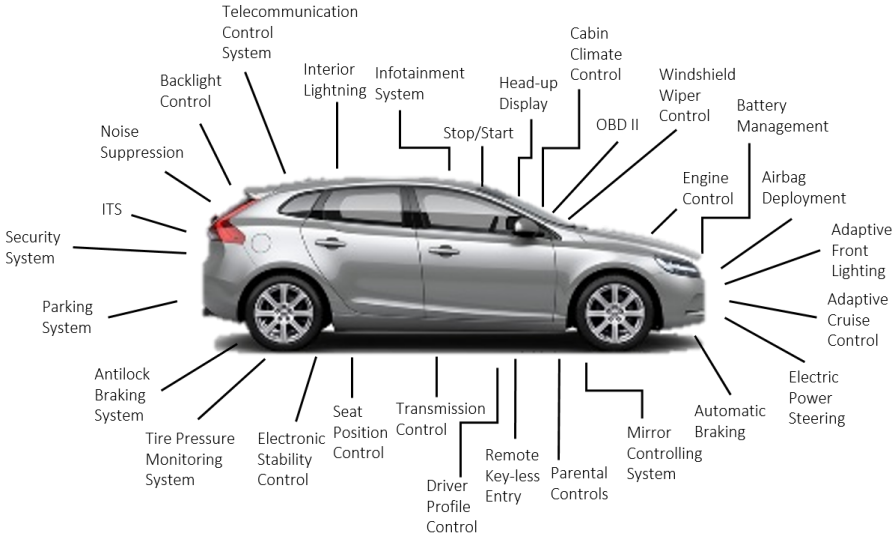 Telecommunication
Control
System
Cabin
Climate
Control
Interior
Lightning
Infotainment
System
Head-up
Display
Windshield
Wiper
Control
Backlight
Control
Battery
Management
Stop/Start
OBD II
Noise
Suppression
Engine
Control
Airbag
Deployment
ITS
Adaptive
Front
Lighting
Security
System
Parking
System
Adaptive
Cruise
Control
Antilock
Braking
System
Electric
Power
Steering
Tire Pressure
Monitoring
System
Electronic
Stability
Control
Seat
Position
Control
Transmission
Control
Automatic
Braking
Driver
Profile
Control
Remote
Key-less
Entry
Parental
Controls
Mirror
Controlling
System